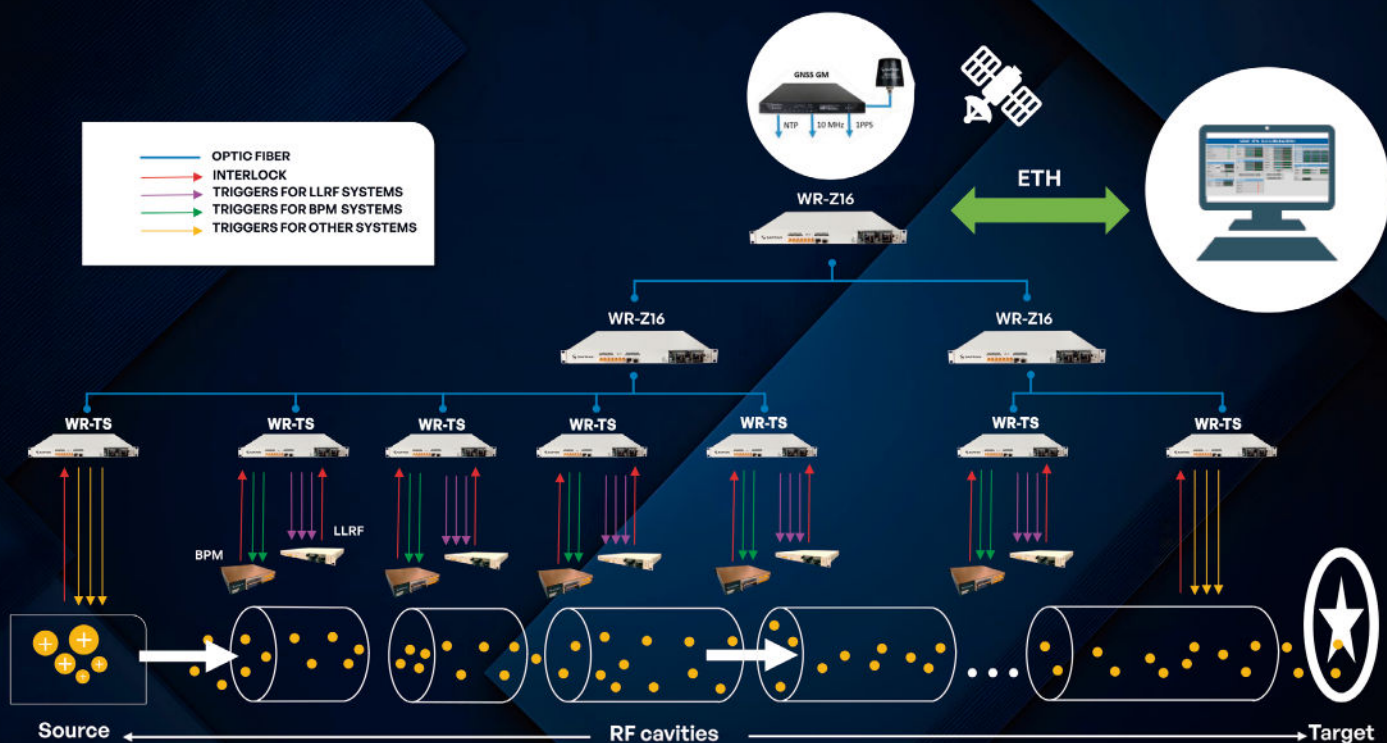 GNSS GM
NTP
10 MHz
1PPS
OPTIC FIBER
INTERLOCK
TRIGGERS FOR LLRF SYSTEMS
TRIGGERS FOR BPM SYSTEMS
TRIGGERS FOR OTHER SYSTEMS
ETH
WR-Z16
WR-Z16
WR-Z16
WR-TS
WR-TS
WR-TS
WR-TS
WR-TS
WR-TS
WR-TS
LLRF
BPM
Source
RF cavities
Target